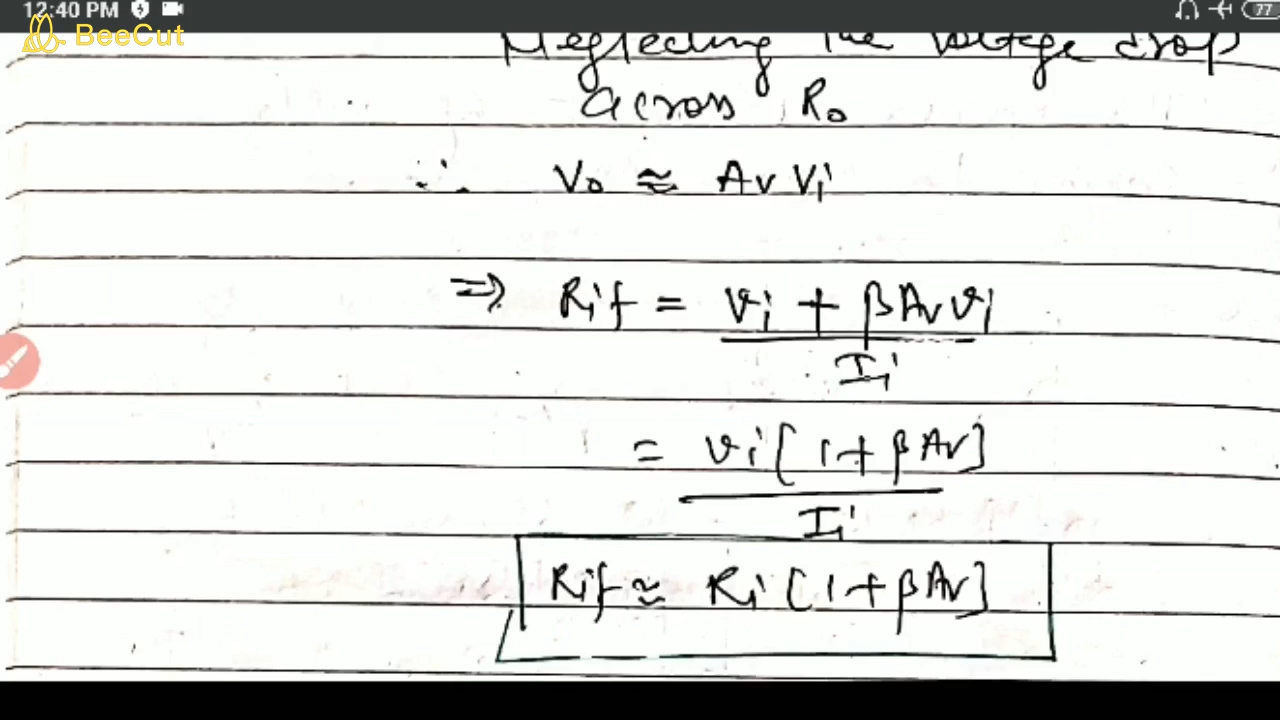 12:40 PM 77
BeeCut
Neglecting the voltage drop
across Ro
∴ Vo ≈ Av Vi
⇒ Rif = Vi + βAvVi
Ii
= Vi[1+βAv]
Ii
Rif ≈ Ri[1+βAv]